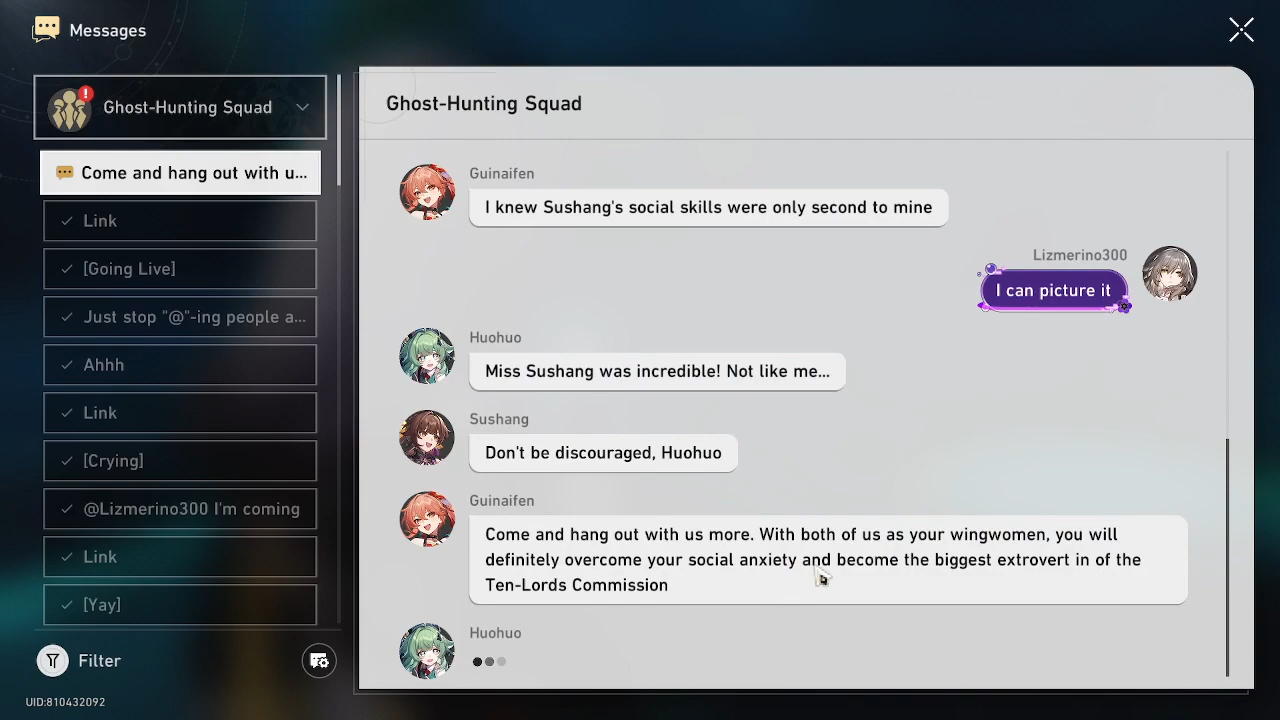 Messages
Ghost-Hunting Squad
Come and hang out with u...
Link
[Going Live]
Just stop "@"-ing people a...
Ahhh
Link
[Crying]
@Lizmerino300 I'm coming
Link
[Yay]
Filter
UID:810432092
Ghost-Hunting Squad
Guinaifen
I knew Sushang's social skills were only second to mine
Lizmerino300
I can picture it
Huohuo
Miss Sushang was incredible! Not like me...
Sushang
Don't be discouraged, Huohuo
Guinaifen
Come and hang out with us more. With both of us as your wingwomen, you will
definitely overcome your social anxiety and become the biggest extrovert in of the
Ten-Lords Commission
Huohuo